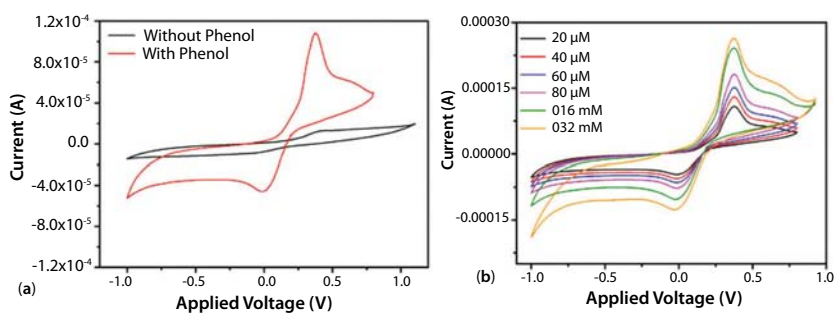 1.2x10-4
8.0x10-5
4.0x10-5
0.0
-4.0x10-5
-8.0x10-5
-1.2x10-4
Current (A)
Without Phenol
With Phenol
-1.0
-0.5
0.0
0.5
1.0
Applied Voltage (V)
(a)
0.00030
0.00015
0.00000
-0.00015
Current (A)
20 µM
40 µM
60 µM
80 µM
016 mM
032 mM
-1.0
-0.5
0.0
0.5
1.0
Applied Voltage (V)
(b)